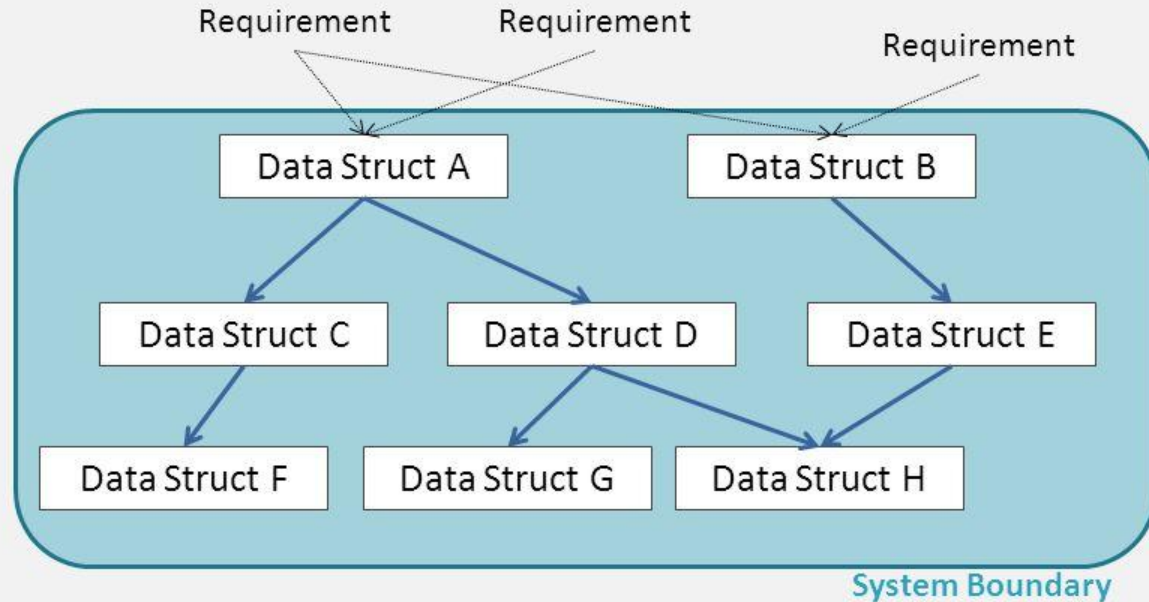 Requirement
Requirement
Requirement
Data Struct A
Data Struct B
Data Struct C
Data Struct D
Data Struct E
Data Struct F
Data Struct G
Data Struct H
System Boundary